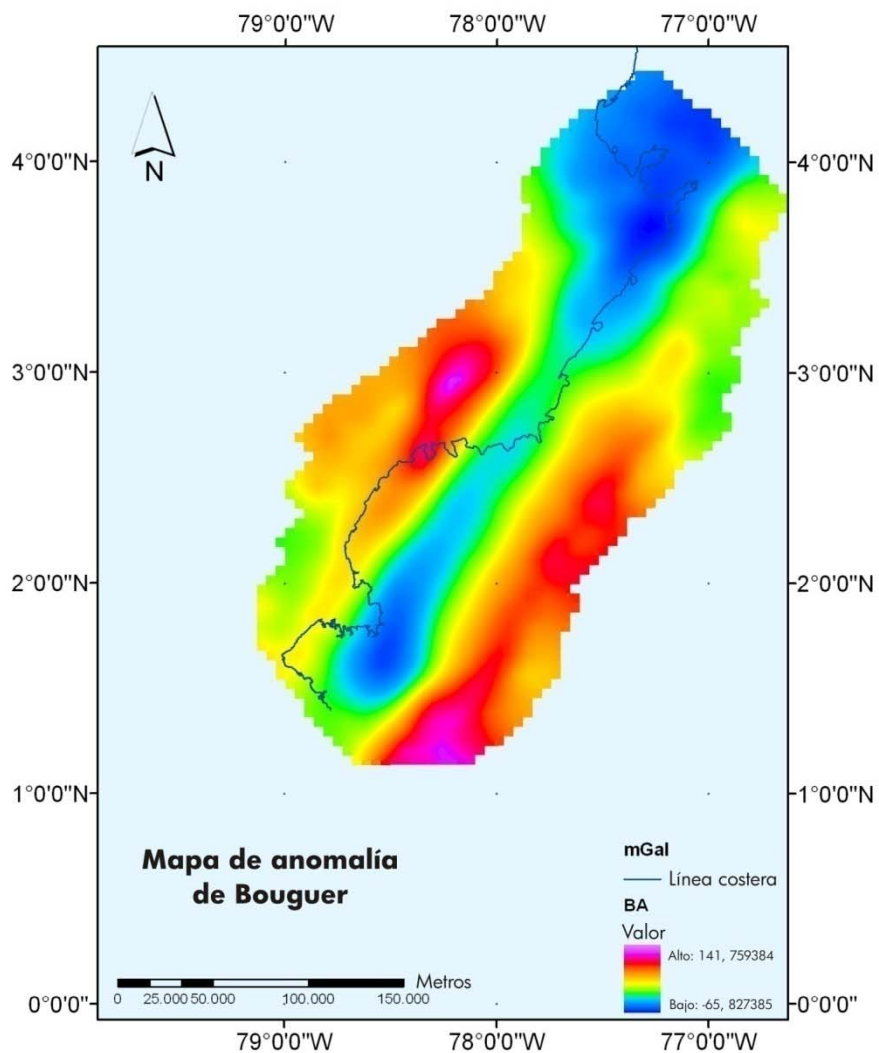 79°0'0"W 78°0'0"W 77°0'0"W
N
4°0'0"N 4°0'0"N
3°0'0"N 3°0'0"N
2°0'0"N 2°0'0"N
1°0'0"N 1°0'0"N
Mapa de anomalía
de Bouguer
mGal
Línea costera
BA
Valor
Alto: 141, 759384
Bajo: -65, 827385
Metros
0 25.000 50.000 100.000 150.000
0°0'0" 0°0'0"
79°0'0"W 78°0'0"W 77°0'0"W